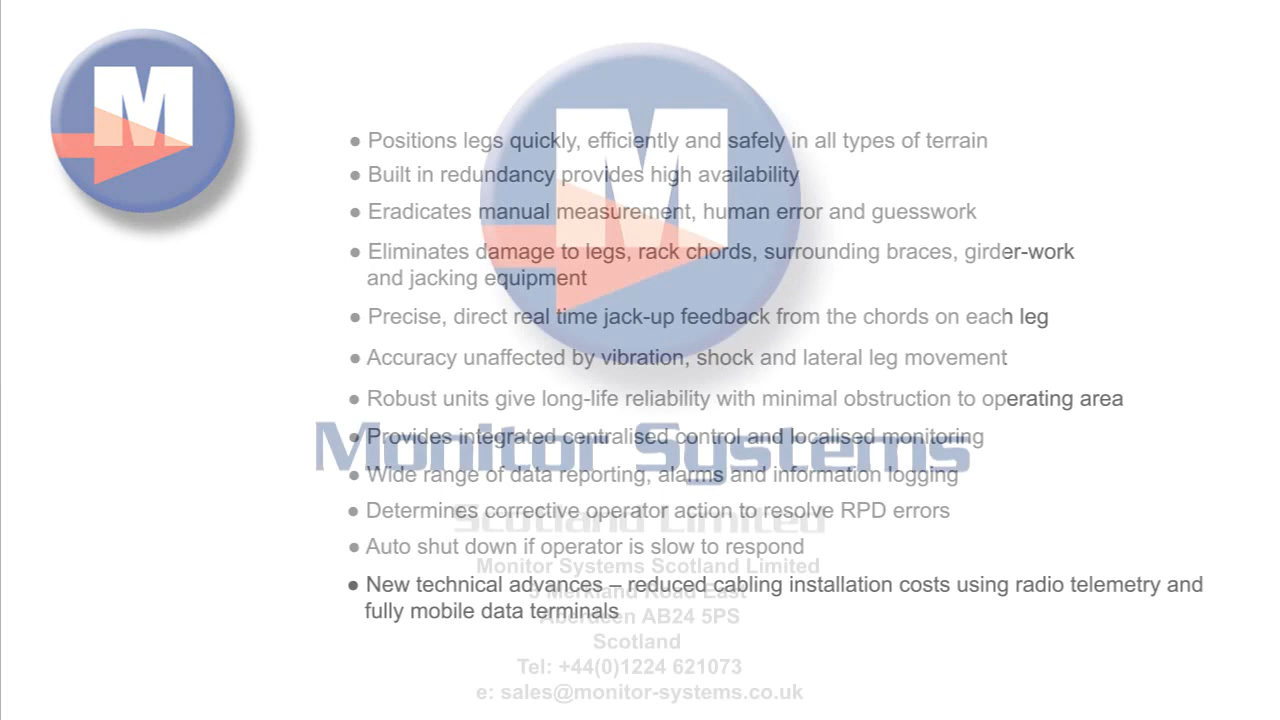 M
M
• Positions legs quickly, efficiently and safely in all types of terrain
• Built in redundancy provides high availability
• Eradicates manual measurement, human error and guesswork
• Eliminates damage to legs, rack chords, surrounding braces, girder-work
and jacking equipment
• Precise, direct real time jack-up feedback from the chords on each leg
• Accuracy unaffected by vibration, shock and lateral leg movement
• Robust units give long-life reliability with minimal obstruction to operating area
• Provides integrated centralised control and localised monitoring
Monitor Systems
• Wide range of data reporting, alarms and information logging
• Determines corrective operator action to resolve RPD errors
Scotland Limited
• Auto shut down if operator is slow to respond
Monitor Systems Scotland Limited
• New technical advances – reduced cabling installation costs using radio telemetry and
3 Merkland Road East
fully mobile data terminals
Aberdeen AB24 5PS
Scotland
Tel: +44(0)1224 621073
e: sales@monitor-systems.co.uk